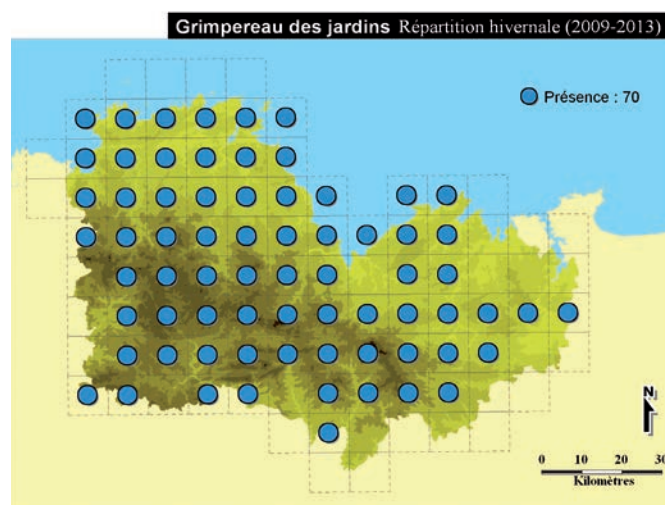 Grimpereau des jardins Répartition hivernale (2009-2013)
Présence : 70
N
0 10 20 30
Kilomètres